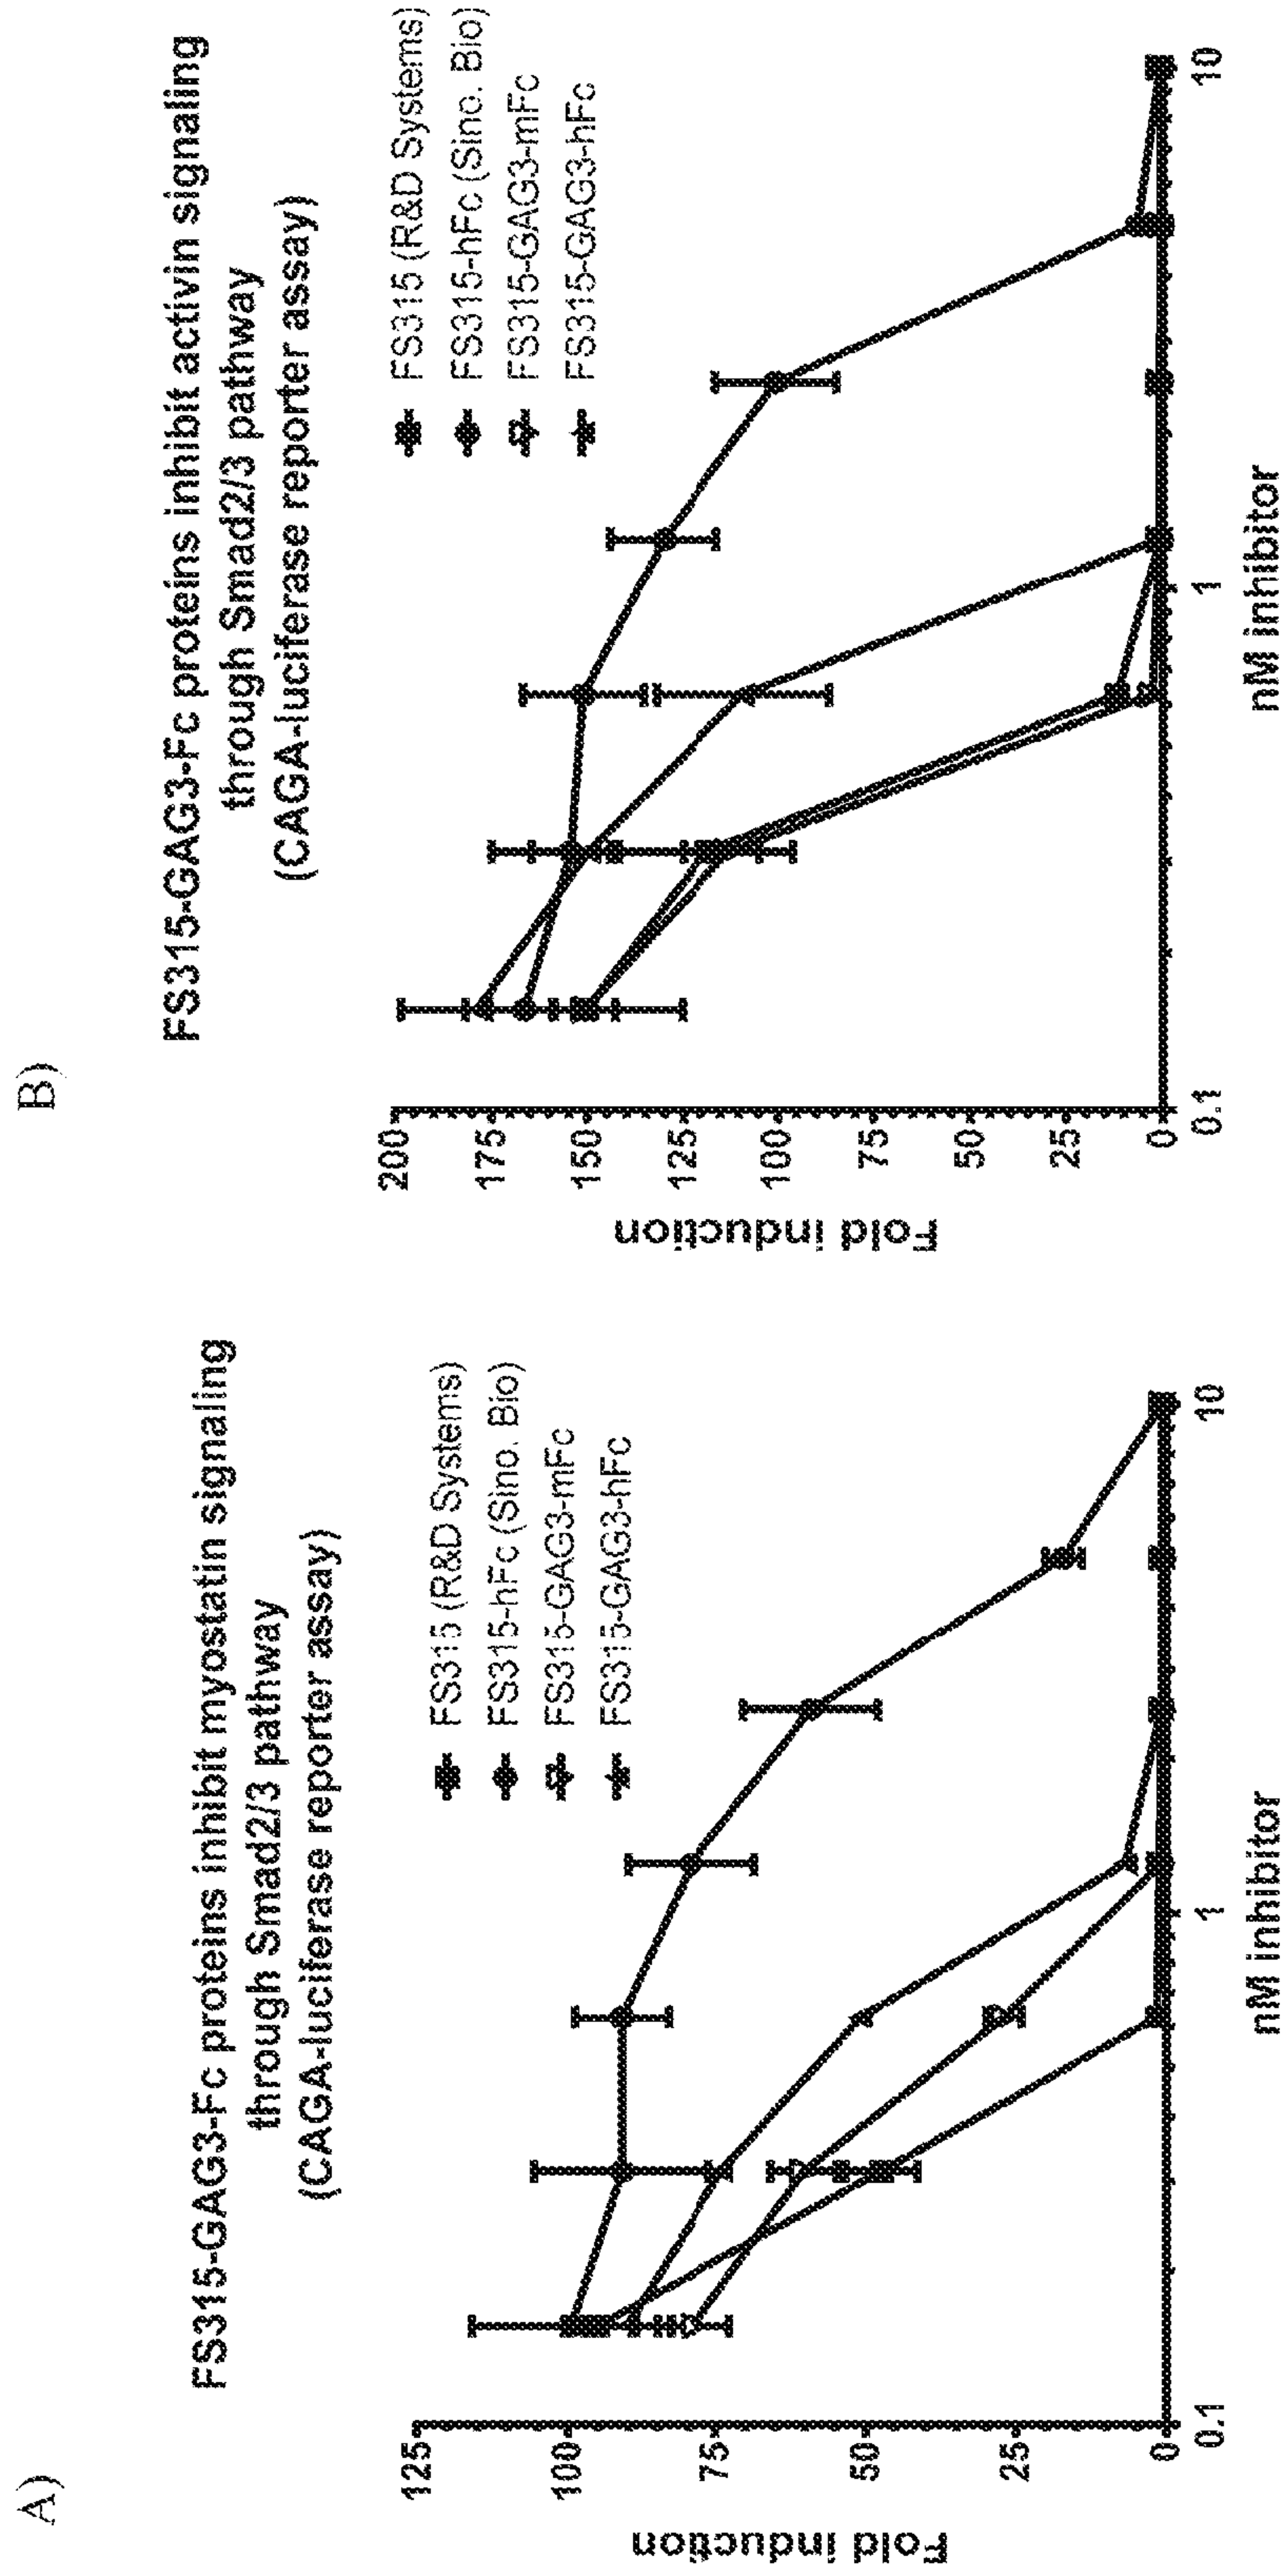 A)
FS315-GAG3-Fc proteins inhibit myostatin signaling
through Smad2/3 pathway
(CAGA-luciferase reporter assay)
FS315 (R&D Systems)
FS315-hFc (Sino. Bio)
FS315-GAG3-mFc
FS315-GAG3-hFc
Fold induction
125
100
75
50
25
0
0.1
1
10
nM inhibitor
B)
FS315-GAG3-Fc proteins inhibit activin signaling
through Smad2/3 pathway
(CAGA-luciferase reporter assay)
FS315 (R&D Systems)
FS315-hFc (Sino. Bio)
FS315-GAG3-mFc
FS315-GAG3-hFc
Fold induction
200
175
150
125
100
75
50
25
0
0.1
1
10
nM inhibitor